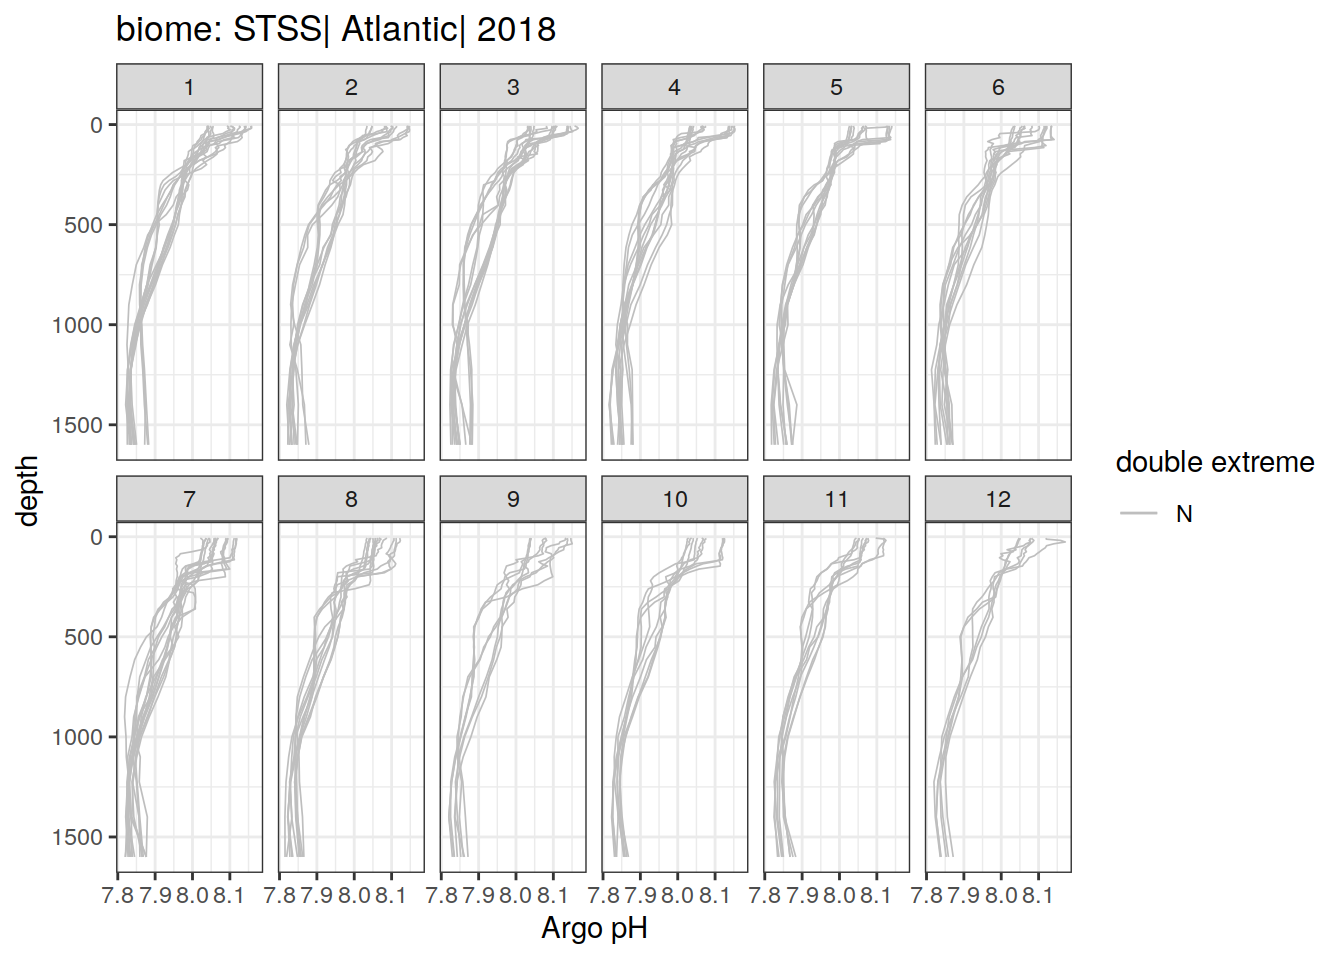 biome: STSS| Atlantic| 2018
1 2 3 4 5 6
0
500
1000
1500
7 8 9 10 11 12
0
500
1000
1500
7.8 7.9 8.0 8.1 7.8 7.9 8.0 8.1 7.8 7.9 8.0 8.1 7.8 7.9 8.0 8.1 7.8 7.9 8.0 8.1 7.8 7.9 8.0 8.1
Argo pH
depth
double extreme
N